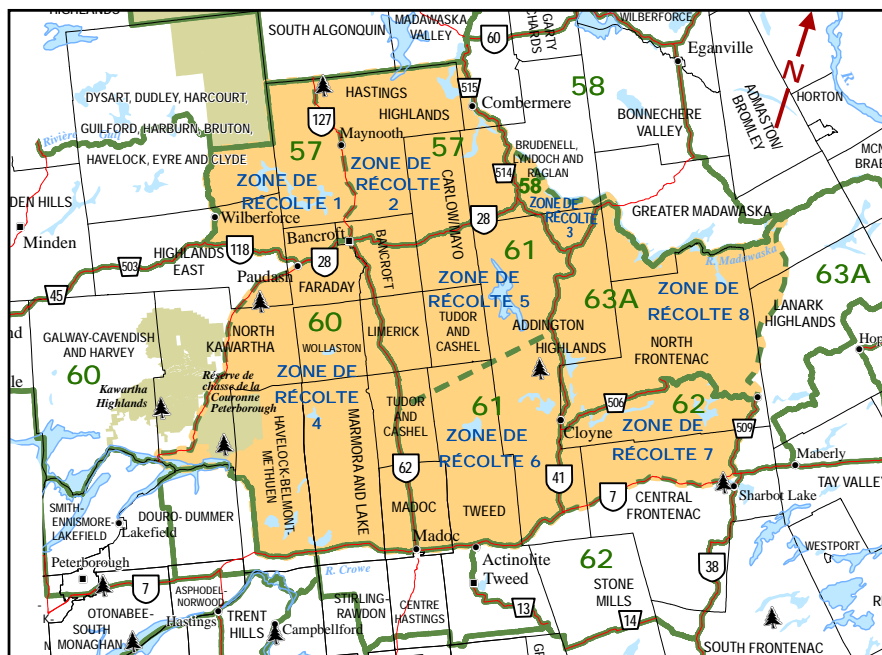 HIGHLANDS
SOUTH ALGONQUIN
MADAWASKA
VALLEY
60
WILBERFORCE
Eganville
N
R.
HORTON
ADMASTON/
BROMLEY
58
BONNECHERE
VALLEY
HASTINGS
HIGHLANDS
515
Combermere
DYSART, DUDLEY, HARCOURT,
GUILFORD, HARBURN, BRUTON,
HAVELOCK, EYRE AND CLYDE
Rivière Gull
127
Maynooth
57
57
ZONE DE
RÉCOLTE 1
ZONE DE
RÉCOLTE
2
CARLOW/MAYO
BRUDENELL,
LYNDOCH AND
RAGLAN
514
58
ZONE DE
RÉCOLTE
3
GREATER MADAWASKA
DEN HILLS
Minden
Wilberforce
HIGHLANDS
EAST
118
503
45
Bancroft
28
28
BANCROFT
Paudash
FARADAY
61
ZONE DE
RÉCOLTE 5
R. Madawaska
63A
63A
ZONE DE
RÉCOLTE 8
LANARK
HIGHLANDS
GALWAY-CAVENDISH
AND HARVEY
60
NORTH
KAWARTHA
60
WOLLASTON
LIMERICK
TUDOR
AND
CASHEL
ADDINGTON
HIGHLANDS
NORTH
FRONTENAC
Kawartha
Highlands
Réserve de
chasse de la
Couronne
Peterborough
ZONE DE
RÉCOLTE
4
HAVELOCK-BELMONT-
METHUEN
MARMORA AND LAKE
TUDOR
AND
CASHEL
61
ZONE DE
RÉCOLTE 6
Cloyne
506
62
ZONE DE
RÉCOLTE 7
509
Maberly
62
41
7
CENTRAL
FRONTENAC
Sharbot Lake
TAY VALLEY
MADOC
TWEED
SMITH-
ENNISMORE-
LAKEFIELD
DOURO- DUMMER
Lakefield
Peterborough
7
Madoc
Actinolite
Tweed
R. Crowe
62
STONE
MILLS
38
WESTPORT
ASPHODEL-
NORWOOD
Hastings
OTONABEE-
SOUTH
MONAGHAN
TRENT
HILLS
Campbellford
STIRLING-
RAWDON
CENTRE
HASTINGS
13
14
SOUTH FRONTENAC